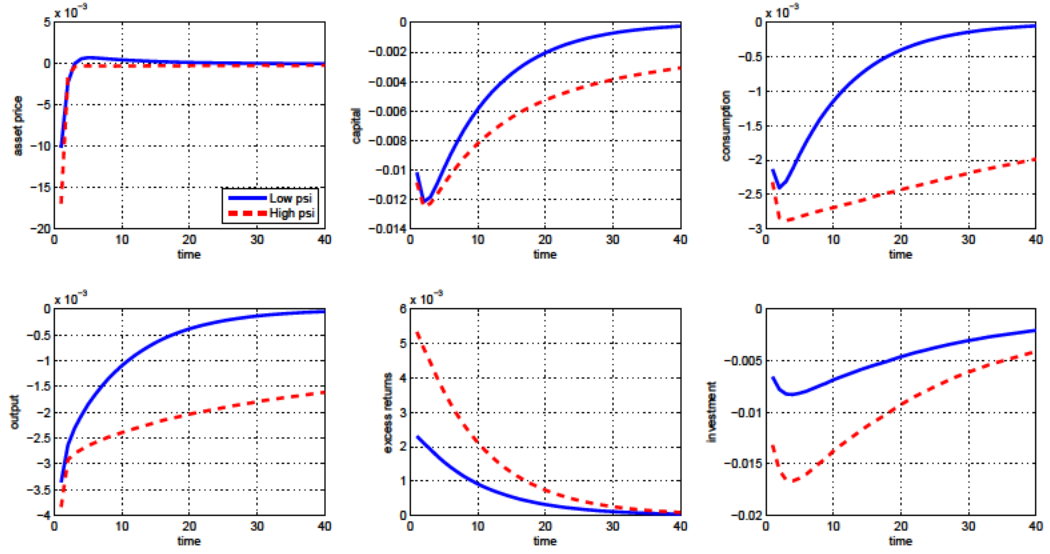 x 10⁻³
5
0
−5
−10
−15
−20
asset price
0 10 20 30 40
time
Low psi
High psi
0
−0.002
−0.004
−0.006
−0.008
−0.01
−0.012
−0.014
capital
0 10 20 30 40
time
x 10⁻³
0
−0.5
−1
−1.5
−2
−2.5
−3
consumption
0 10 20 30 40
time
x 10⁻³
0
−0.5
−1
−1.5
−2
−2.5
−3
−3.5
−4
output
0 10 20 30 40
time
x 10⁻³
6
5
4
3
2
1
0
excess returns
0 10 20 30 40
time
0
−0.005
−0.01
−0.015
−0.02
investment
0 10 20 30 40
time